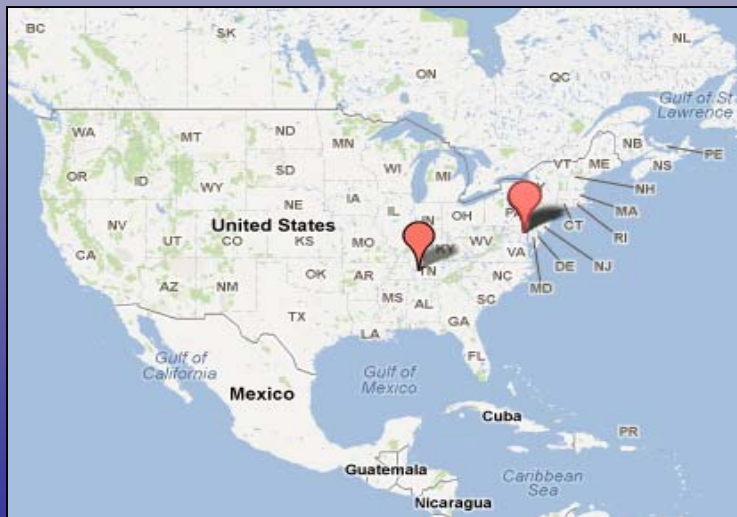 BC
SK
NL
ON
QC
Gulf of St
Lawrence
WA
MT
ND
MN
NB
PE
VT
ME
NS
OR
ID
SD
WI
MI
NH
WY
IA
NE
IL
IN
OH
PA
Y
MA
CT
RI
NV
UT
CO
United States
KS
MO
KY
WV
VA
NJ
DE
MD
CA
AZ
NM
OK
AR
TN
NC
MS
AL
SC
GA
TX
LA
FL
Gulf of
California
Gulf of
Mexico
Mexico
Cuba
PR
Guatemala
Caribbean
Sea
Nicaragua